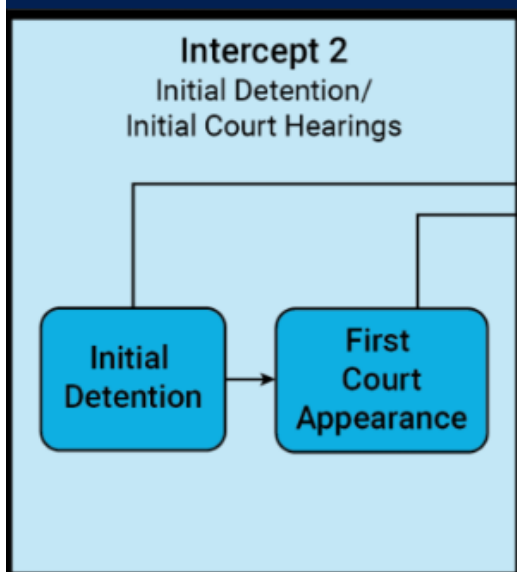 Intercept 2
Initial Detention/
Initial Court Hearings
Initial
Detention
First
Court
Appearance